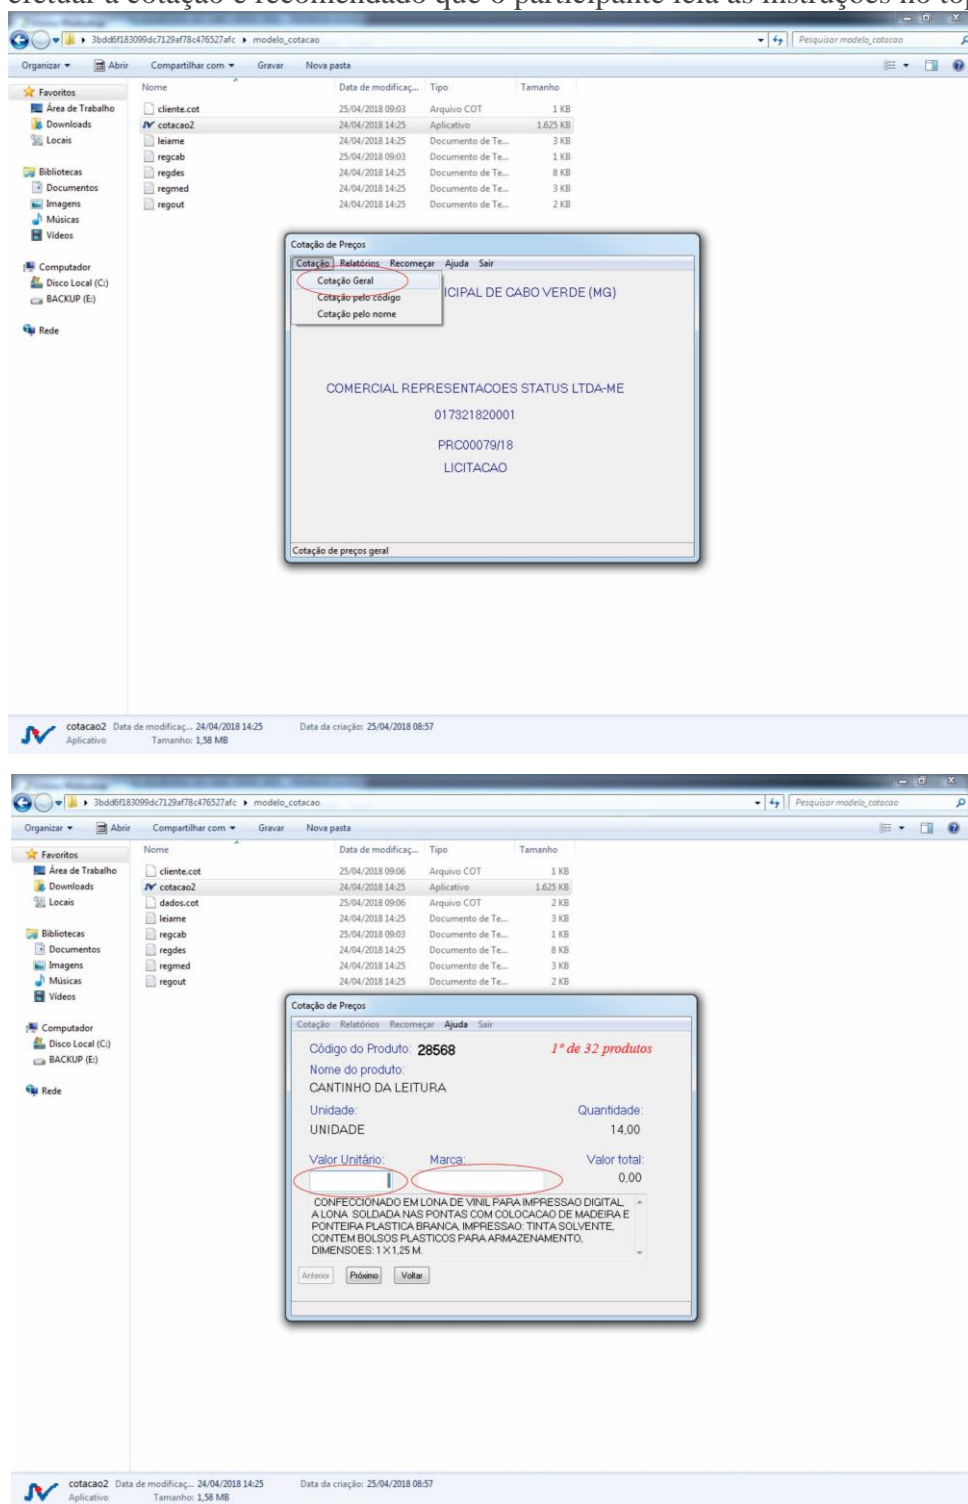 efetuar a cotação é recomendado que o participante leia as instruções no top
3bdd6f183099dc7129af78c476527afc ▸ modelo_cotacao
Pesquisar modelo_cotacao
Organizar Abrir Compartilhar com Gravar Nova pasta
Favoritos
Área de Trabalho
Downloads
Locais
Bibliotecas
Documentos
Imagens
Músicas
Vídeos
Computador
Disco Local (C:)
BACKUP (E:)
Rede
Nome Data de modificaç... Tipo Tamanho
cliente.cot 25/04/2018 09:03 Arquivo COT 1 KB
cotacao2 24/04/2018 14:25 Aplicativo 1.625 KB
leiame 24/04/2018 14:25 Documento de Te... 3 KB
regcab 25/04/2018 09:03 Documento de Te... 1 KB
regdes 24/04/2018 14:25 Documento de Te... 8 KB
regmed 24/04/2018 14:25 Documento de Te... 3 KB
regout 24/04/2018 14:25 Documento de Te... 2 KB
Cotação de Preços
Cotação Relatórios Recomeçar Ajuda Sair
Cotação Geral
Cotação pelo código
Cotação pelo nome
ICIPAL DE CABO VERDE (MG)
COMERCIAL REPRESENTACOES STATUS LTDA-ME
017321820001
PRC00079/18
LICITACAO
Cotação de preços geral
cotacao2 Data de modificaç... 24/04/2018 14:25 Data da criação: 25/04/2018 08:57
Aplicativo Tamanho: 1,58 MB
3bdd6f183099dc7129af78c476527afc ▸ modelo_cotacao
Pesquisar modelo_cotacao
Organizar Abrir Compartilhar com Gravar Nova pasta
Favoritos
Área de Trabalho
Downloads
Locais
Bibliotecas
Documentos
Imagens
Músicas
Vídeos
Computador
Disco Local (C:)
BACKUP (E:)
Rede
Nome Data de modificaç... Tipo Tamanho
cliente.cot 25/04/2018 09:06 Arquivo COT 1 KB
cotacao2 24/04/2018 14:25 Aplicativo 1.625 KB
dados.cot 25/04/2018 09:06 Arquivo COT 2 KB
leiame 24/04/2018 14:25 Documento de Te... 3 KB
regcab 25/04/2018 09:03 Documento de Te... 1 KB
regdes 24/04/2018 14:25 Documento de Te... 8 KB
regmed 24/04/2018 14:25 Documento de Te... 3 KB
regout 24/04/2018 14:25 Documento de Te... 2 KB
Cotação de Preços
Cotação Relatórios Recomeçar Ajuda Sair
Código do Produto: 28568 1º de 32 produtos
Nome do produto:
CANTINHO DA LEITURA
Unidade: Quantidade:
UNIDADE 14,00
Valor Unitário: Marca: Valor total:
0,00
CONFECCIONADO EM LONA DE VINIL PARA IMPRESSAO DIGITAL,
A LONA SOLDADA NAS PONTAS COM COLOCACAO DE MADEIRA E
PONTEIRA PLASTICA BRANCA, IMPRESSAO: TINTA SOLVENTE,
CONTEM BOLSOS PLASTICOS PARA ARMAZENAMENTO,
DIMENSOES: 1 X 1,25 M.
Anterior Próximo Voltar
cotacao2 Data de modificaç... 24/04/2018 14:25 Data da criação: 25/04/2018 08:57
Aplicativo Tamanho: 1,58 MB